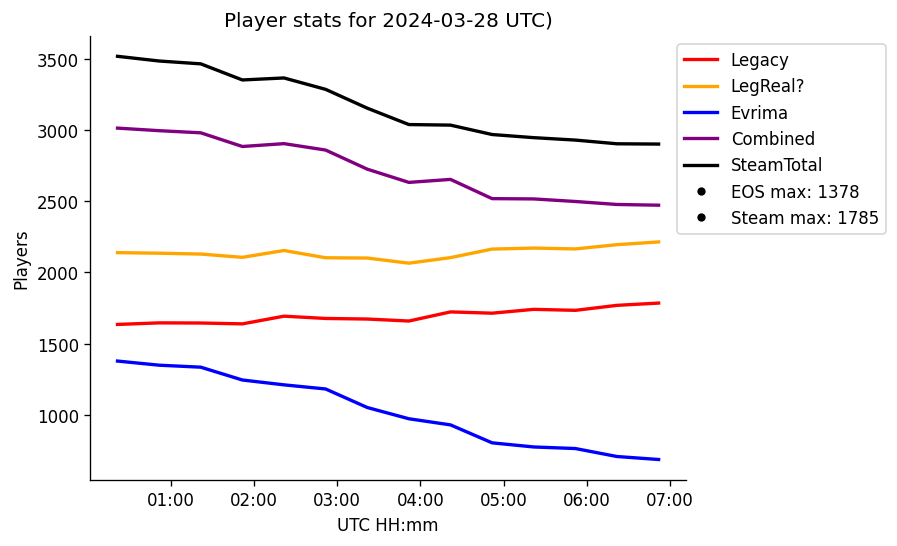 Player stats for 2024-03-28 UTC)
3500
3000
2500
2000
1500
1000
Players
01:00 02:00 03:00 04:00 05:00 06:00 07:00
UTC HH:mm
Legacy
LegReal?
Evrima
Combined
SteamTotal
EOS max: 1378
Steam max: 1785